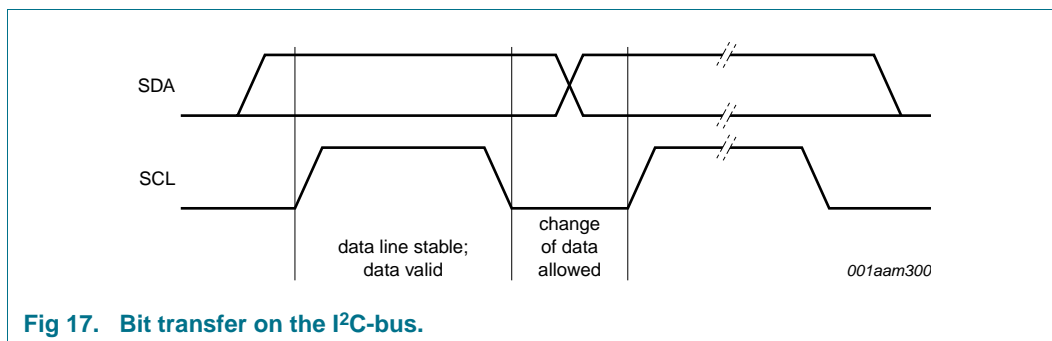 SDA
SCL
data line stable;
data valid
change
of data
allowed
001aam300
Fig 17. Bit transfer on the I²C-bus.